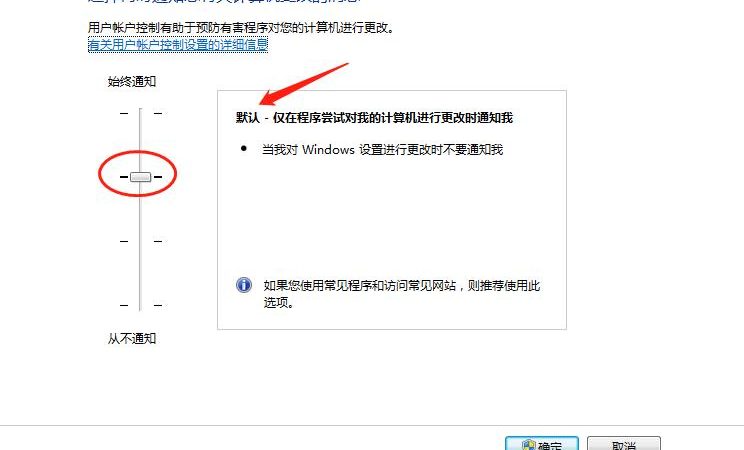 用户帐户控制有助于预防有害程序对您的计算机进行更改。
有关用户帐户控制设置的详细信息
始终通知
默认 - 仅在程序尝试对我的计算机进行更改时通知我
当我对 Windows 设置进行更改时不要通知我
如果您使用常见程序和访问常见网站，则推荐使用此
选项。
从不通知
确定
取消